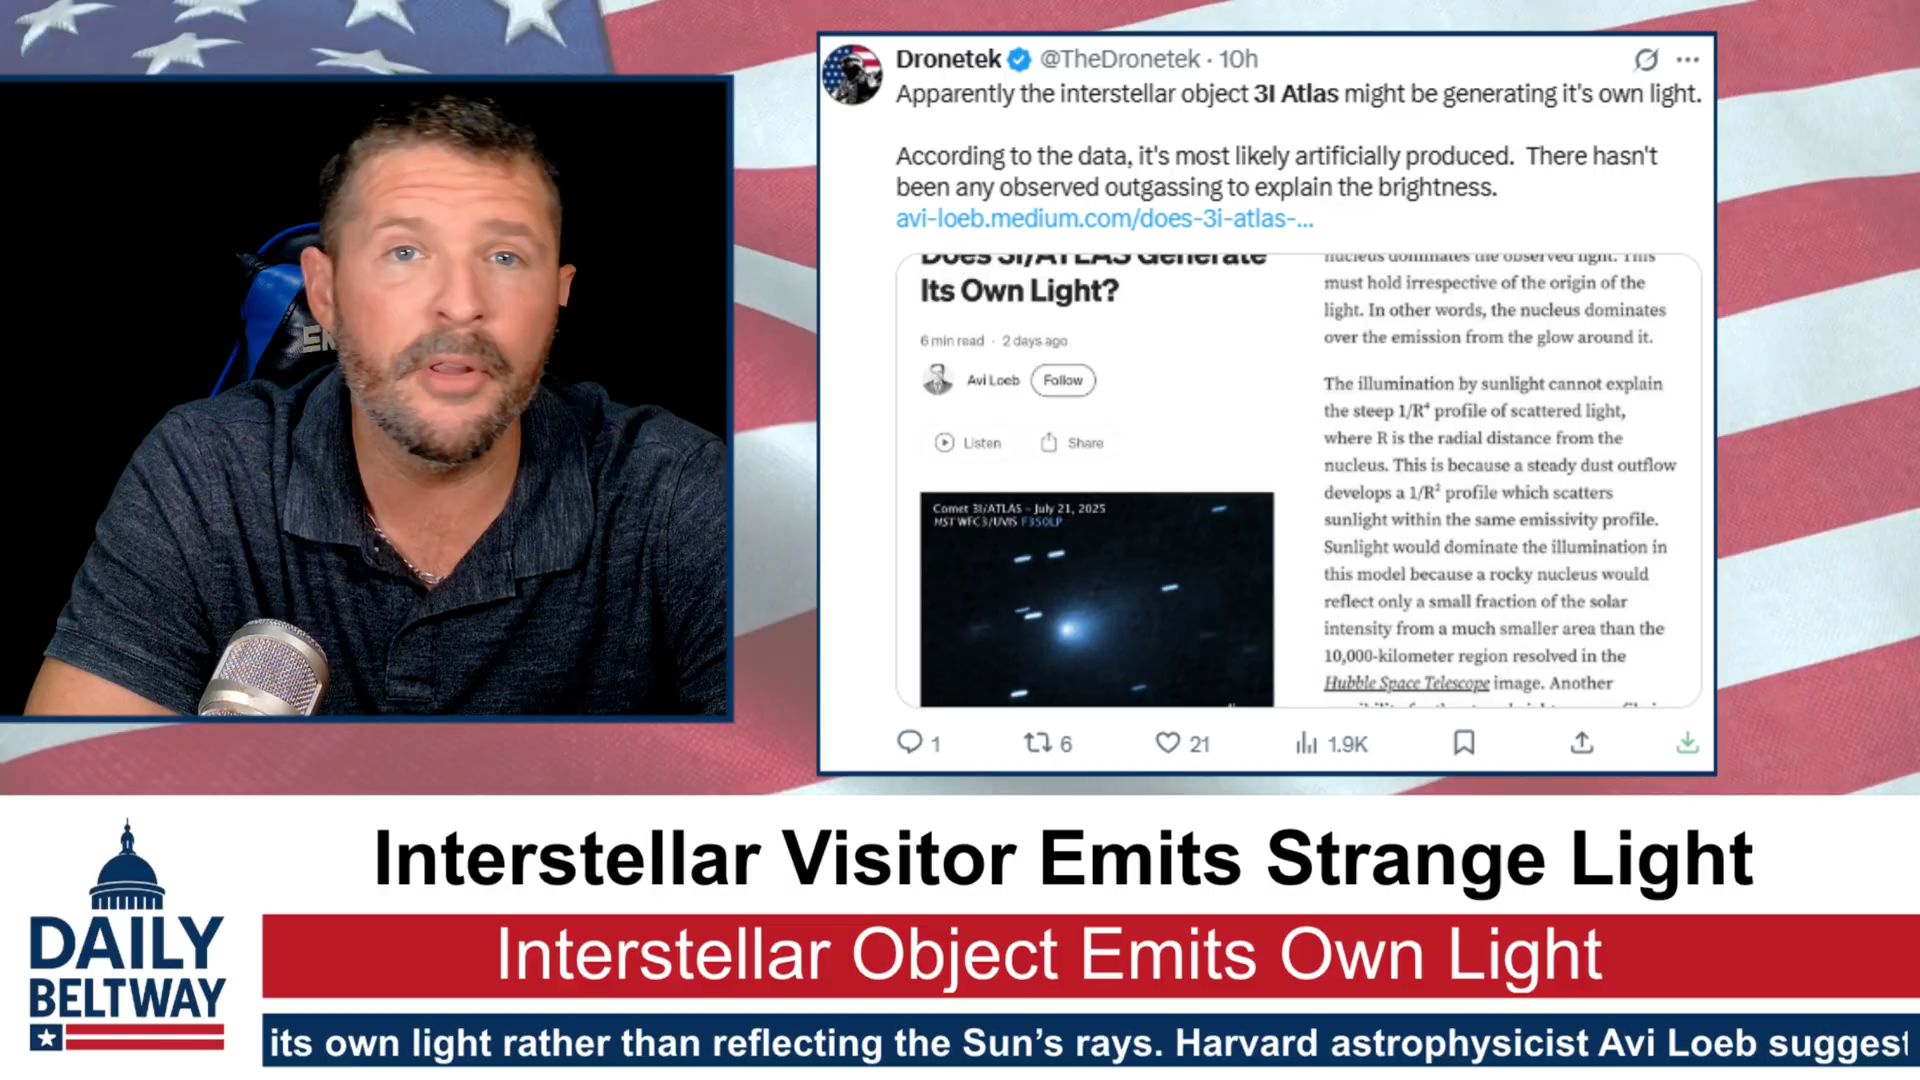 Dronetek @TheDronetek · 10h
Apparently the interstellar object 3I Atlas might be generating it's own light.
According to the data, it's most likely artificially produced. There hasn't
been any observed outgassing to explain the brightness.
avi-loeb.medium.com/does-3i-atlas-...
Does 3I/ATLAS Generate
Its Own Light?
6 min read · 2 days ago
Avi Loeb Follow
Listen Share
Comet 3I/ATLAS – July 21, 2025
HST WFC3/UVIS F350LP
nucleus dominates the observed light. This
must hold irrespective of the origin of the
light. In other words, the nucleus dominates
over the emission from the glow around it.
The illumination by sunlight cannot explain
the steep 1/R⁴ profile of scattered light,
where R is the radial distance from the
nucleus. This is because a steady dust outflow
develops a 1/R² profile which scatters
sunlight within the same emissivity profile.
Sunlight would dominate the illumination in
this model because a rocky nucleus would
reflect only a small fraction of the solar
intensity from a much smaller area than the
10,000-kilometer region resolved in the
Hubble Space Telescope image. Another
1 6 21 1.9K
Interstellar Visitor Emits Strange Light
DAILY
BELTWAY
Interstellar Object Emits Own Light
its own light rather than reflecting the Sun's rays. Harvard astrophysicist Avi Loeb suggest